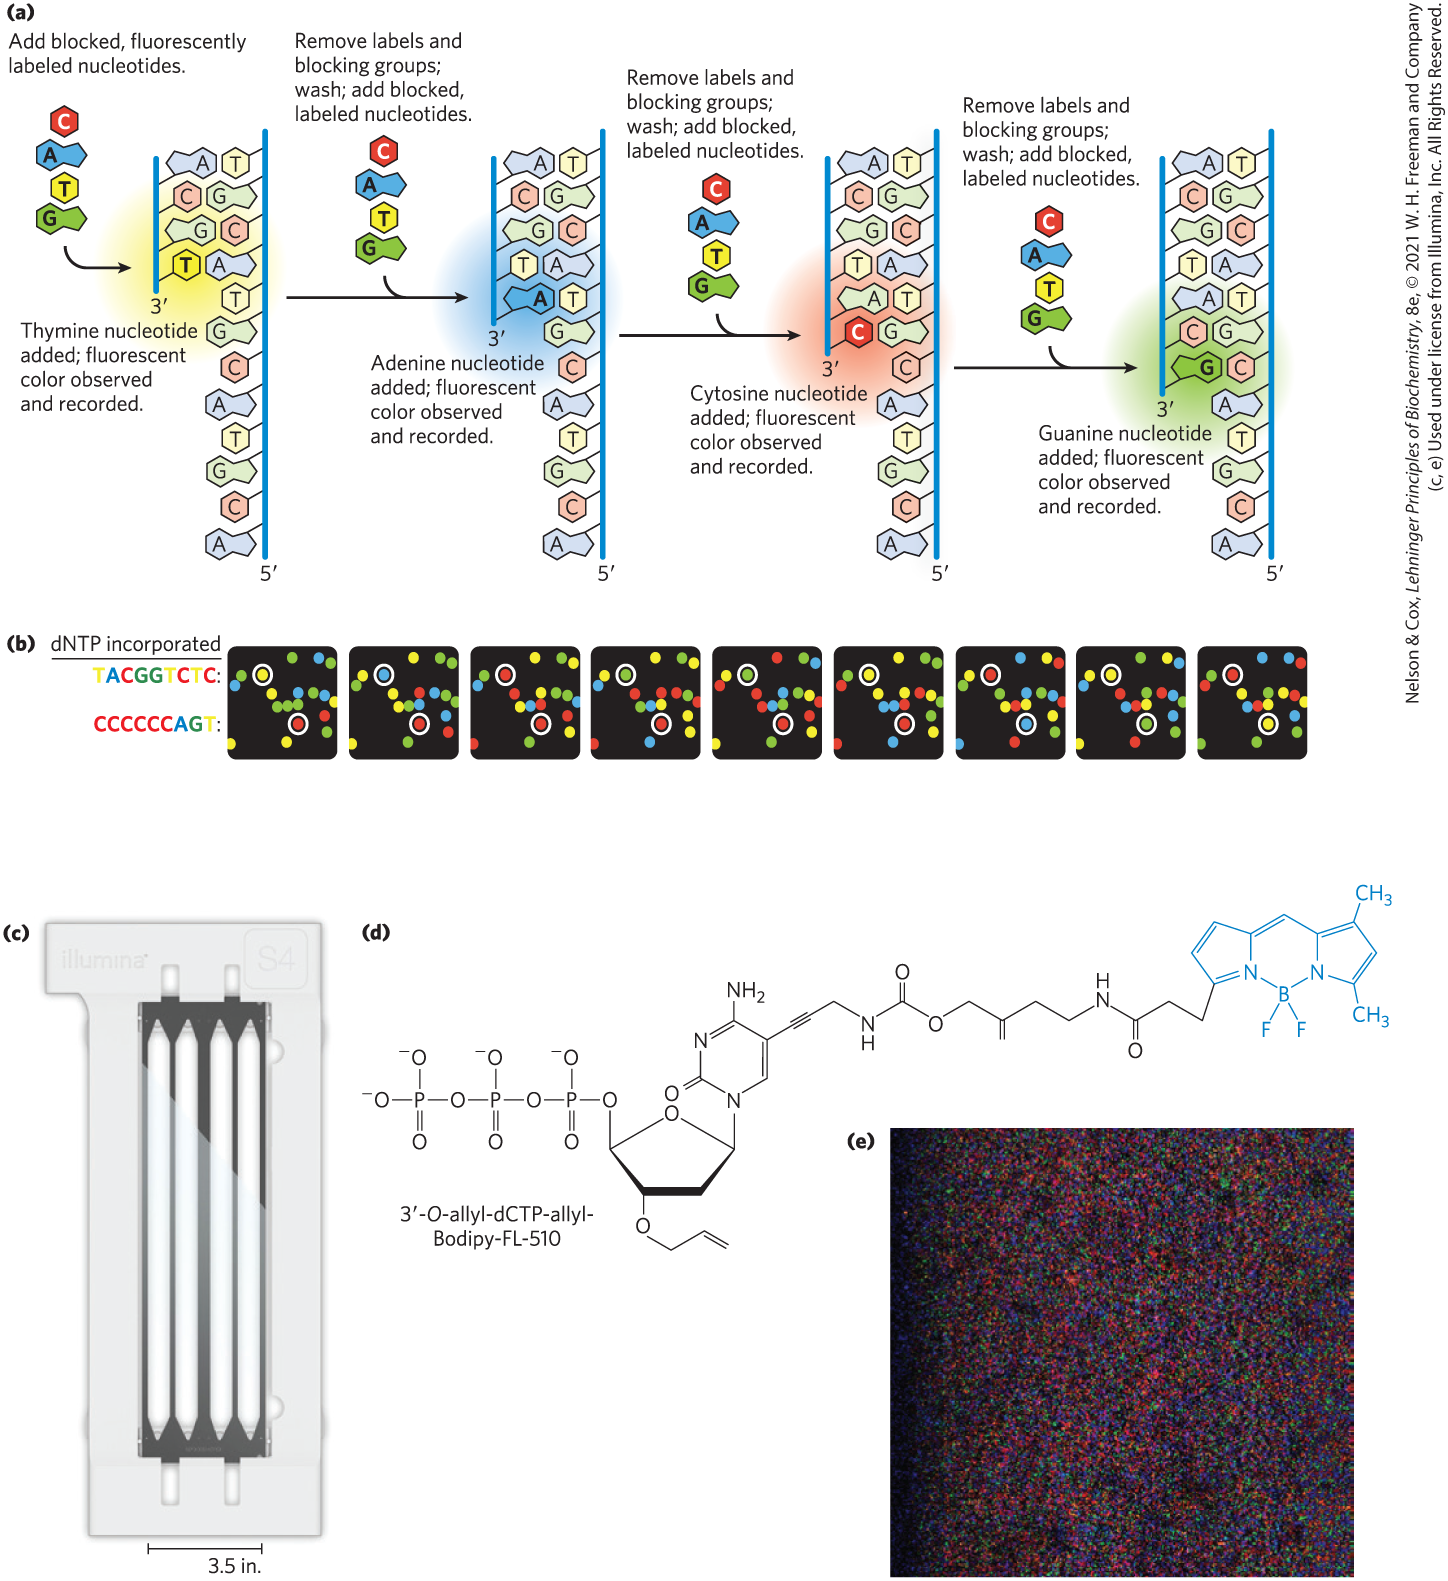 (a)
Add blocked, fluorescently
labeled nucleotides.
C
A
T
G
A T
C G
G C
T A
T
G
C
A
T
G
C
A
3′
5′
Thymine nucleotide
added; fluorescent
color observed
and recorded.
Remove labels and
blocking groups;
wash; add blocked,
labeled nucleotides.
C
A
T
G
A T
C G
G C
T A
A T
G
C
A
T
G
C
A
3′
5′
Adenine nucleotide
added; fluorescent
color observed
and recorded.
Remove labels and
blocking groups;
wash; add blocked,
labeled nucleotides.
C
A
T
G
A T
C G
G C
T A
A T
C G
C
A
T
G
C
A
3′
5′
Cytosine nucleotide
added; fluorescent
color observed
and recorded.
Remove labels and
blocking groups;
wash; add blocked,
labeled nucleotides.
C
A
T
G
A T
C G
G C
T A
A T
C G
G C
A
T
G
C
A
3′
5′
Guanine nucleotide
added; fluorescent
color observed
and recorded.
Nelson & Cox, Lehninger Principles of Biochemistry, 8e, © 2021 W. H. Freeman and Company
(c, e) Used under license from Illumina, Inc. All Rights Reserved.
(b)
dNTP incorporated
TACGGTCTC:
CCCCCCAGT:
(c)
illumina
S4
3.5 in.
(d)
⁻O ⁻O ⁻O
⁻O P O P O P O
O O O
NH₂
N
O
N
O
O
N
H
O
O
H
N
O
N N
B
F F
CH₃
CH₃
3′-O-allyl-dCTP-allyl-
Bodipy-FL-510
(e)